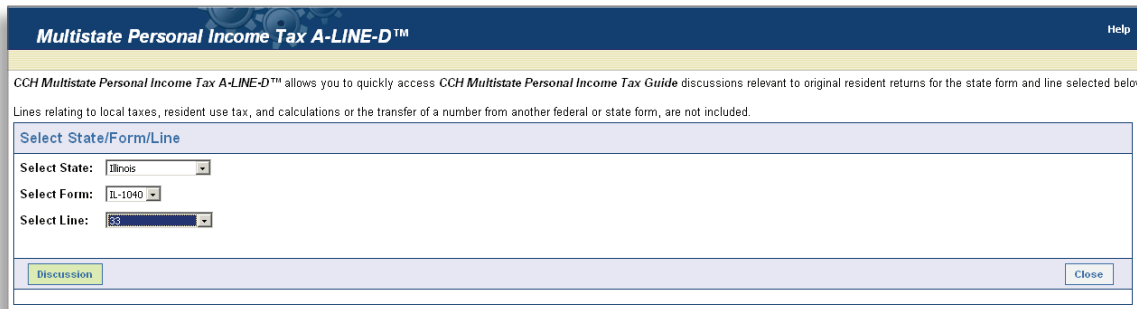 Multistate Personal Income Tax A-LINE-D™
Help
CCH Multistate Personal Income Tax A-LINE-D™ allows you to quickly access CCH Multistate Personal Income Tax Guide discussions relevant to original resident returns for the state form and line selected belo
Lines relating to local taxes, resident use tax, and calculations or the transfer of a number from another federal or state form, are not included.
Select State/Form/Line
Select State: Illinois
Select Form: IL-1040
Select Line: 33
Discussion
Close